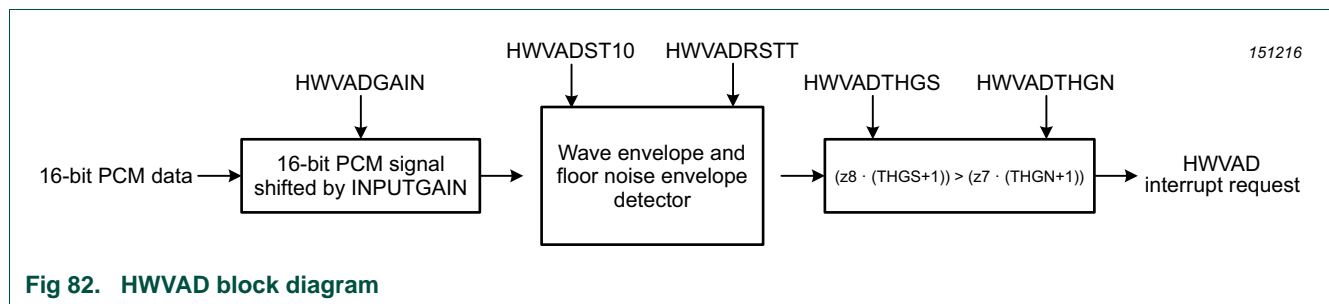 HWVADST10 HWVADRSTT
151216
HWVADGAIN
HWVADTHGS HWVADTHGN
16-bit PCM data
16-bit PCM signal
shifted by INPUTGAIN
Wave envelope and
floor noise envelope
detector
(z8 · (THGS+1)) > (z7 · (THGN+1))
HWVAD
interrupt request
Fig 82. HWVAD block diagram